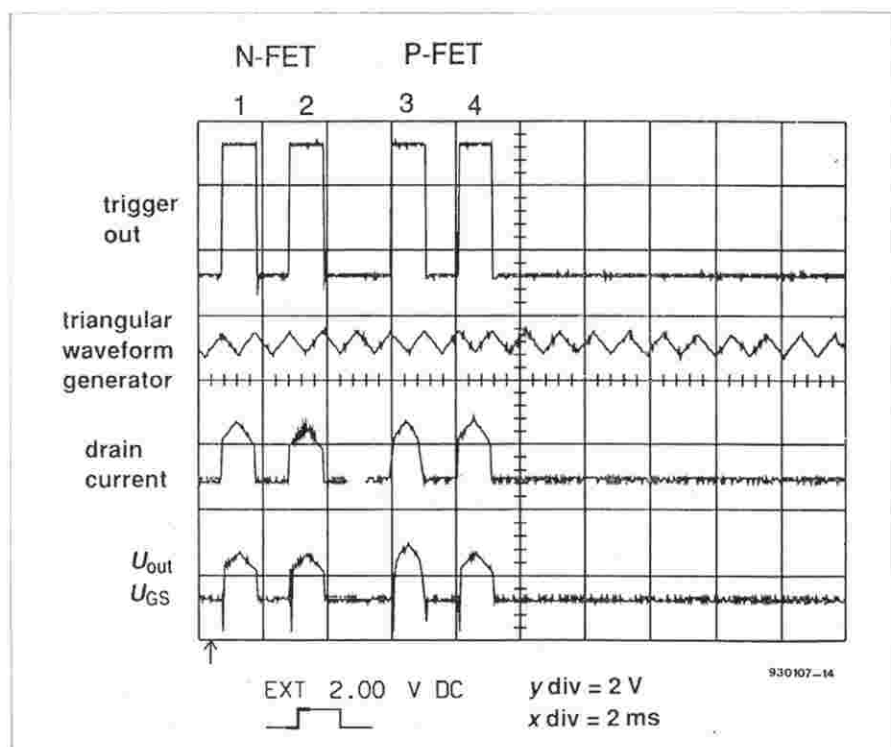 N-FET P-FET
1 2 3 4
trigger
out
triangular
waveform
generator
drain
current
Uout
UGS
930107-14
EXT 2.00 V DC
y div = 2 V
x div = 2 ms